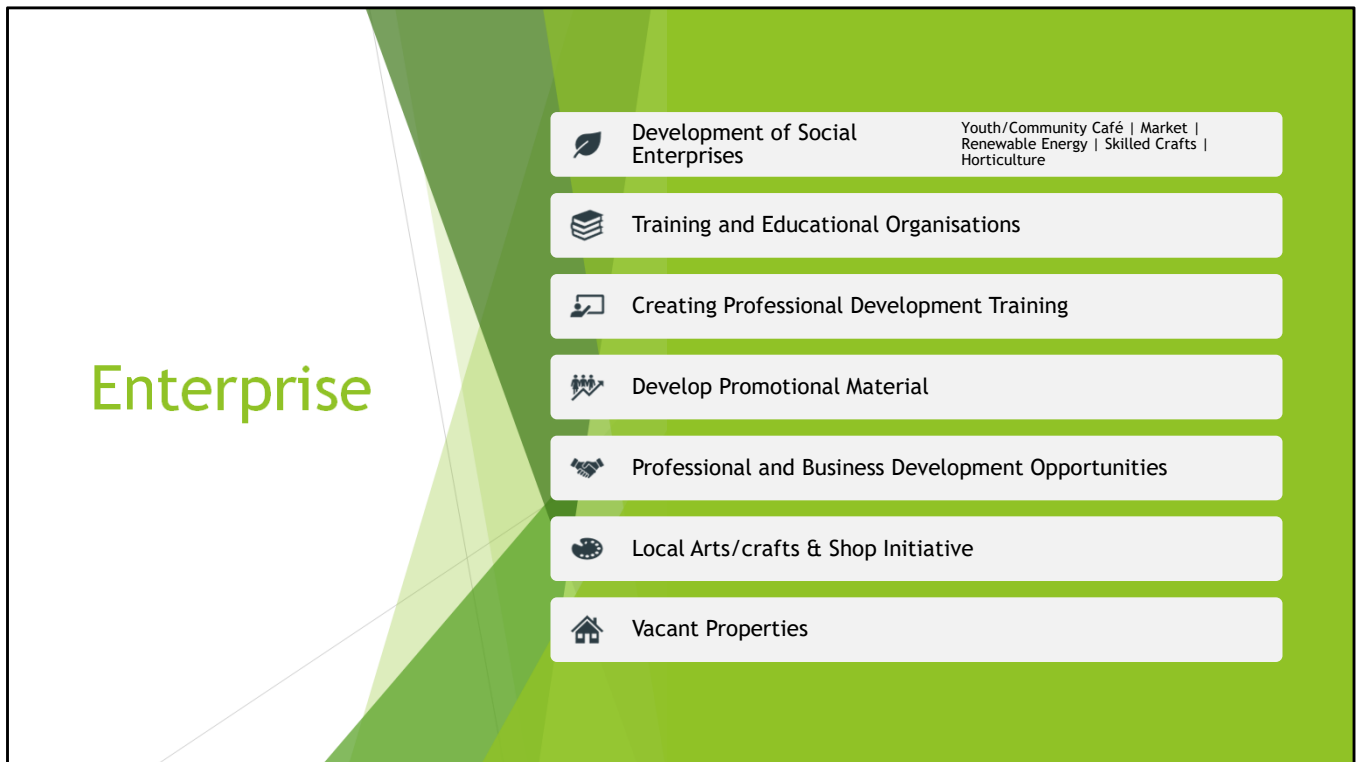 Enterprise
Development of Social
Enterprises
Youth/Community Café | Market |
Renewable Energy | Skilled Crafts |
Horticulture
Training and Educational Organisations
Creating Professional Development Training
Develop Promotional Material
Professional and Business Development Opportunities
Local Arts/crafts & Shop Initiative
Vacant Properties